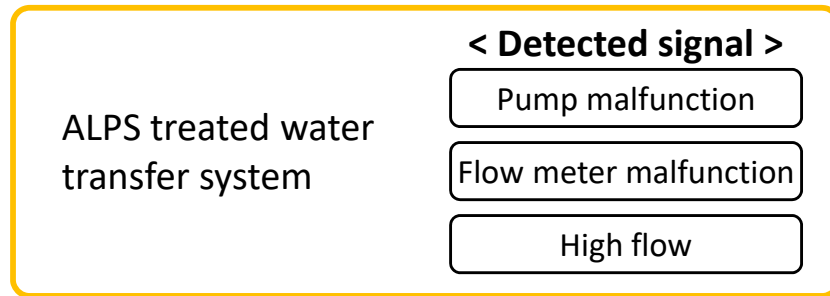 < Detected signal >
Pump malfunction
ALPS treated water
transfer system
Flow meter malfunction
High flow